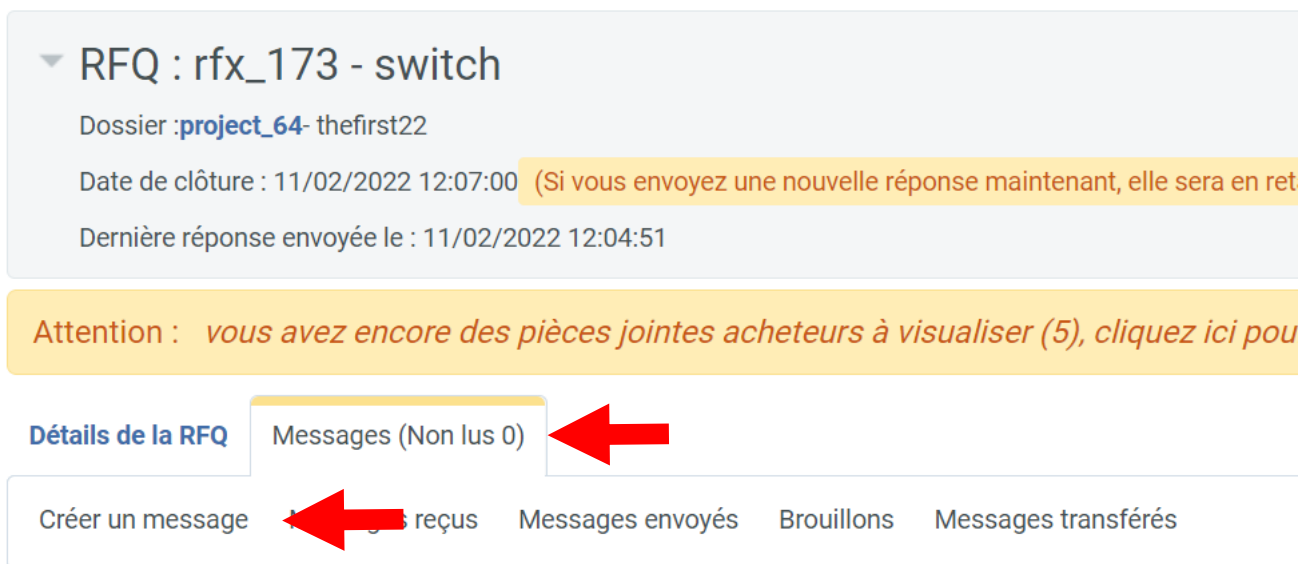 RFQ : rfx_173 - switch
Dossier :project_64- thefirst22
Date de clôture : 11/02/2022 12:07:00 (Si vous envoyez une nouvelle réponse maintenant, elle sera en
Dernière réponse envoyée le : 11/02/2022 12:04:51
Attention : vous avez encore des pièces jointes acheteurs à visualiser (5), cliquez ici
Détails de la RFQ Messages (Non lus 0)
Créer un message reçus Messages envoyés Brouillons Messages transférés